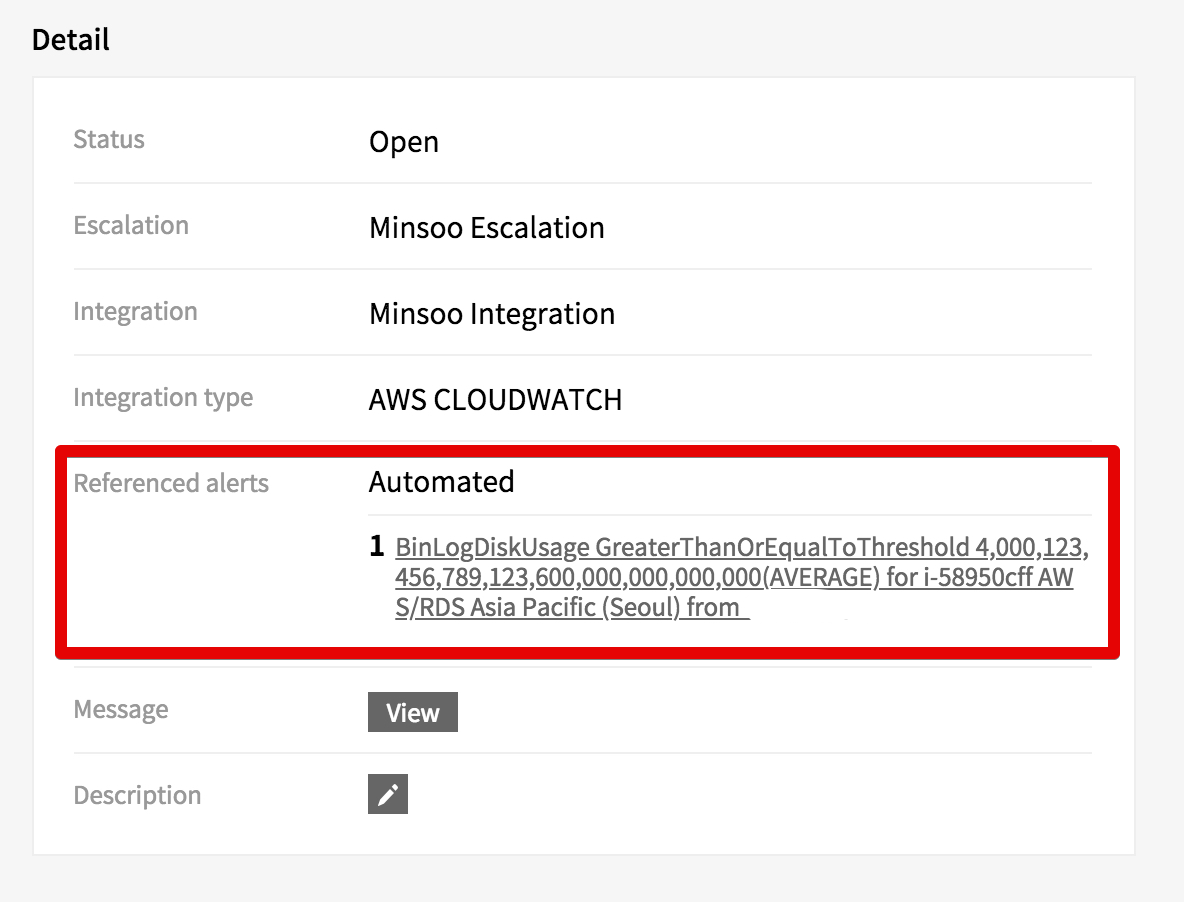 Detail
Status Open
Escalation Minsoo Escalation
Integration Minsoo Integration
Integration type AWS CLOUDWATCH
Referenced alerts Automated
1 BinLogDiskUsage GreaterThanOrEqualToThreshold 4,000,123,
456,789,123,600,000,000,000,000(AVERAGE) for i-58950cff AW
S/RDS Asia Pacific (Seoul) from
Message View
Description